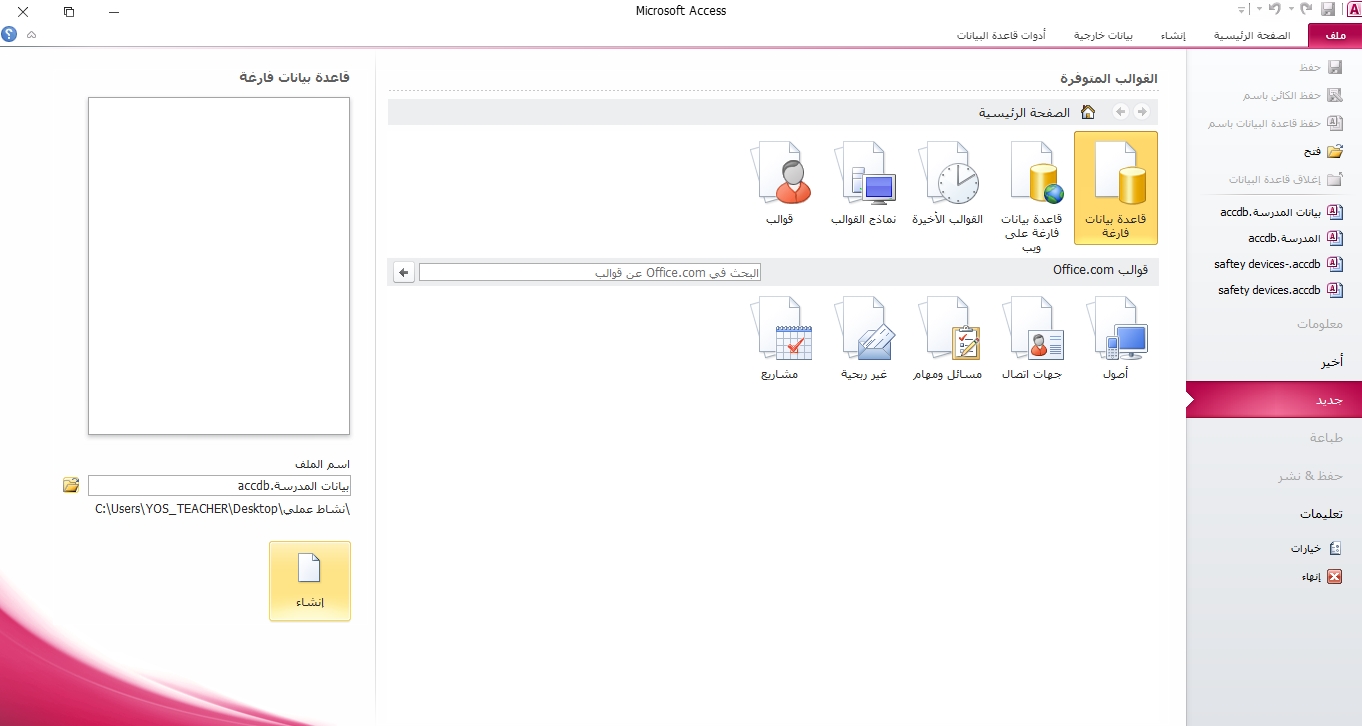 Microsoft Access
ملف
الصفحة الرئيسية
إنشاء
بيانات خارجية
أدوات قاعدة البيانات
حفظ
حفظ الكائن باسم
حفظ قاعدة البيانات باسم
فتح
إغلاق قاعدة البيانات
بيانات المدرسة.accdb
المدرسة.accdb
saftey devices-.accdb
safety devices.accdb
معلومات
أخير
جديد
طباعة
حفظ & نشر
تعليمات
خيارات
إنهاء
القوالب المتوفرة
الصفحة الرئيسية
قاعدة بيانات
فارغة
قاعدة بيانات
فارغة على
ويب
القوالب الأخيرة
نماذج القوالب
قوالب
قوالب Office.com
البحث في Office.com عن قوالب
أصول
جهات اتصال
مسائل ومهام
غير ربحية
مشاريع
قاعدة بيانات فارغة
اسم الملف
بيانات المدرسة.accdb
C:\Users\YOS_TEACHER\Desktop\نشاط عملي\
إنشاء